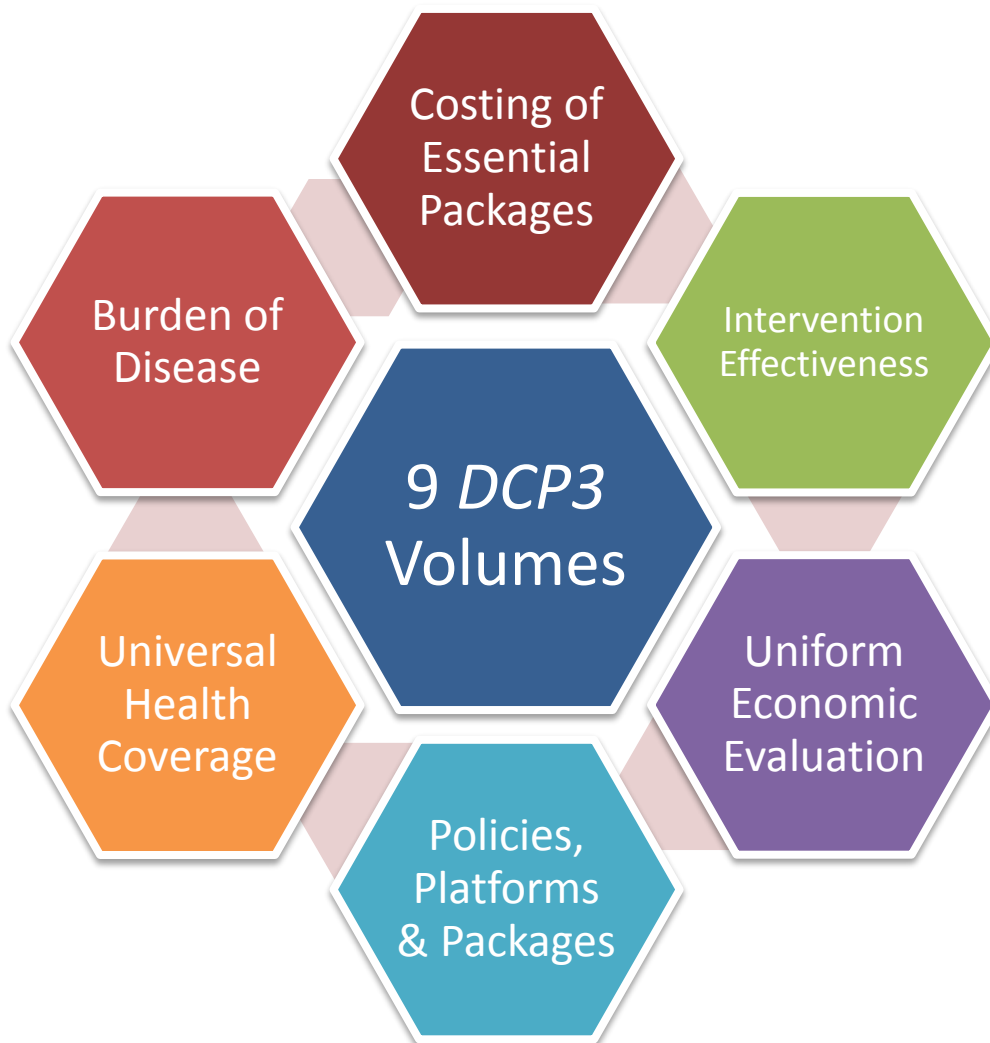 Costing of
Essential
Packages
Burden of
Disease
Intervention
Effectiveness
9 DCP3
Volumes
Universal
Health
Coverage
Uniform
Economic
Evaluation
Policies,
Platforms
& Packages